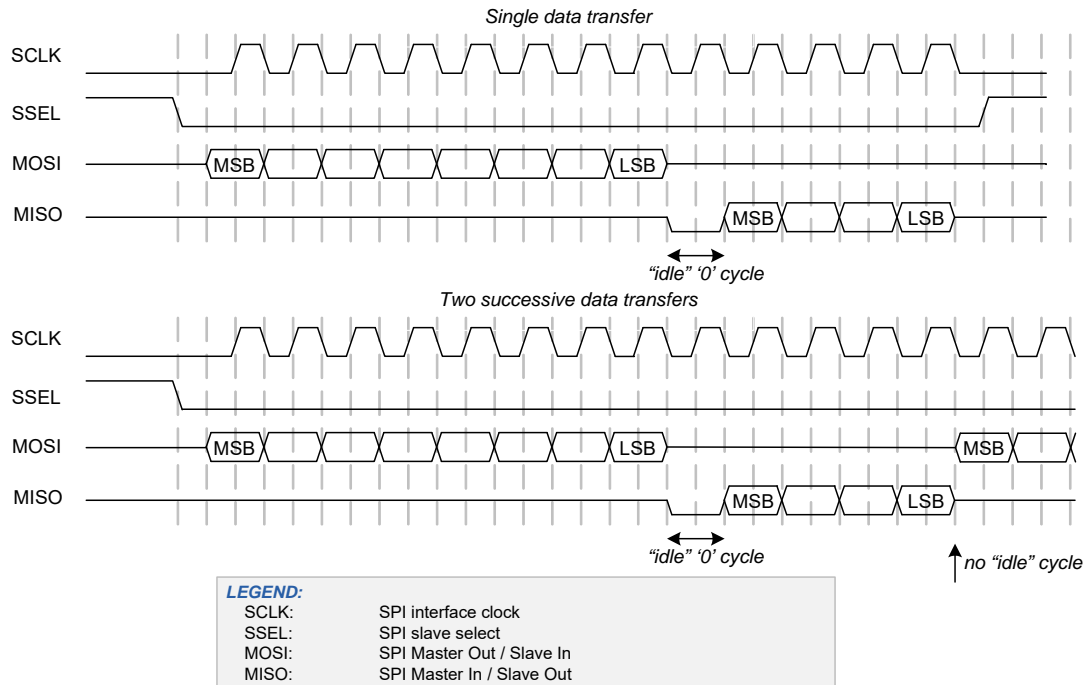 Single data transfer
SCLK
SSEL
MOSI MSB LSB
MISO MSB LSB
“idle” ‘0’ cycle
Two successive data transfers
SCLK
SSEL
MOSI MSB LSB MSB
MISO MSB LSB
“idle” ‘0’ cycle no “idle” cycle
LEGEND:
SCLK: SPI interface clock
SSEL: SPI slave select
MOSI: SPI Master Out / Slave In
MISO: SPI Master In / Slave Out